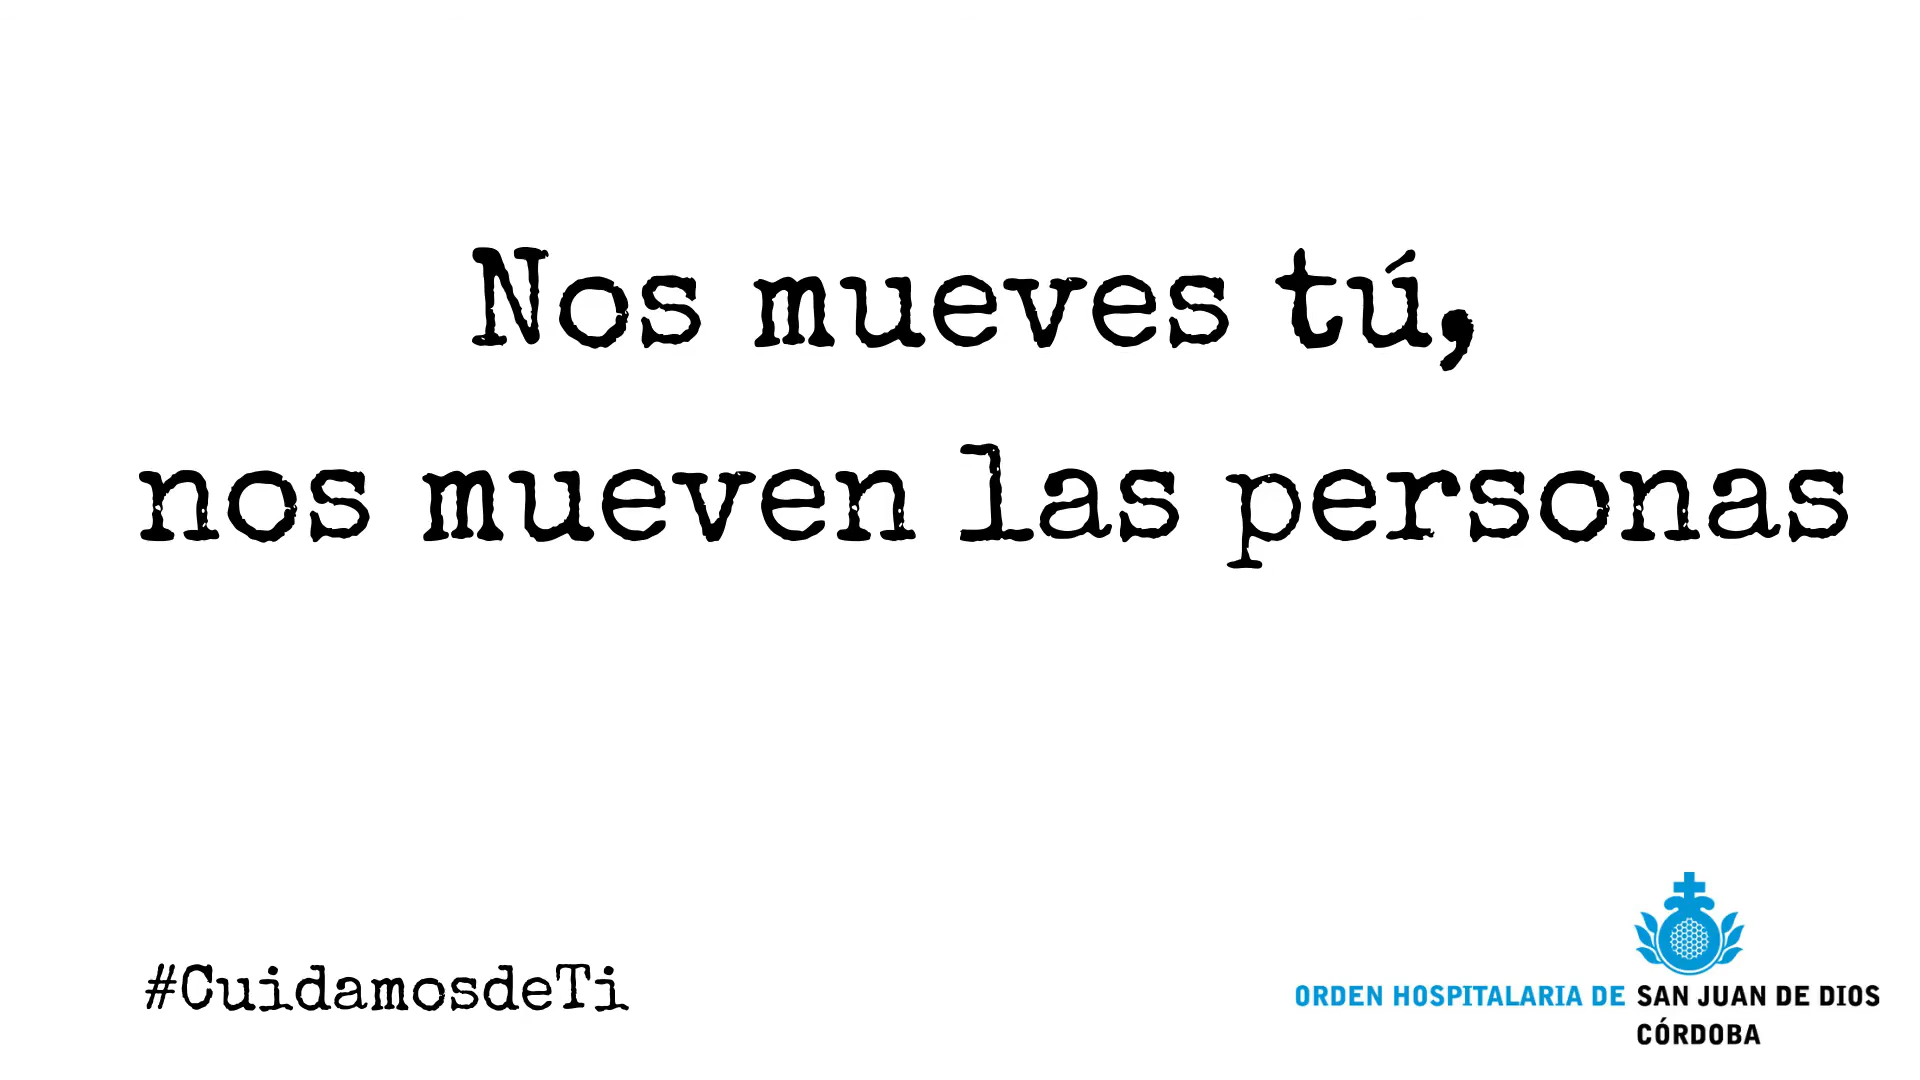 Nos mueves tú,
nos mueven las personas
#CuidamosdeTi
ORDEN HOSPITALARIA DE SAN JUAN DE DIOS
CÓRDOBA